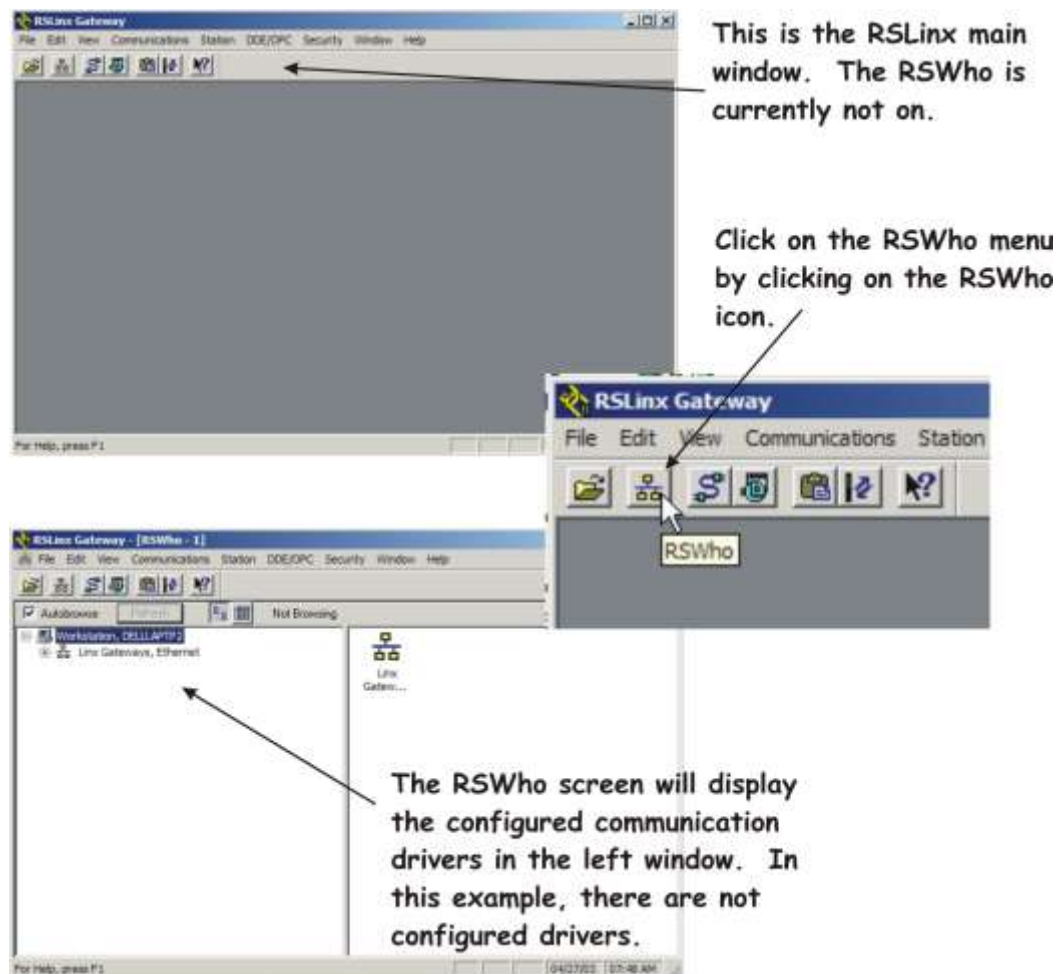 RSLinx Gateway
File Edit View Communications Station DDE/OPC Security Window Help
For Help, press F1
This is the RSLinx main
window. The RSWho is
currently not on.
Click on the RSWho menu
by clicking on the RSWho
icon.
RSLinx Gateway
File Edit View Communications Station
RSWho
RSLinx Gateway - [RSWho - 1]
File Edit View Communications Station DDE/OPC Security Window Help
Autobrowse Refresh Not Browsing
Workstation, DELLLAPTP2
Linx Gateways, Ethernet
Linx
Gatew...
The RSWho screen will display
the configured communication
drivers in the left window. In
this example, there are not
configured drivers.
For Help, press F1
07:48 AM